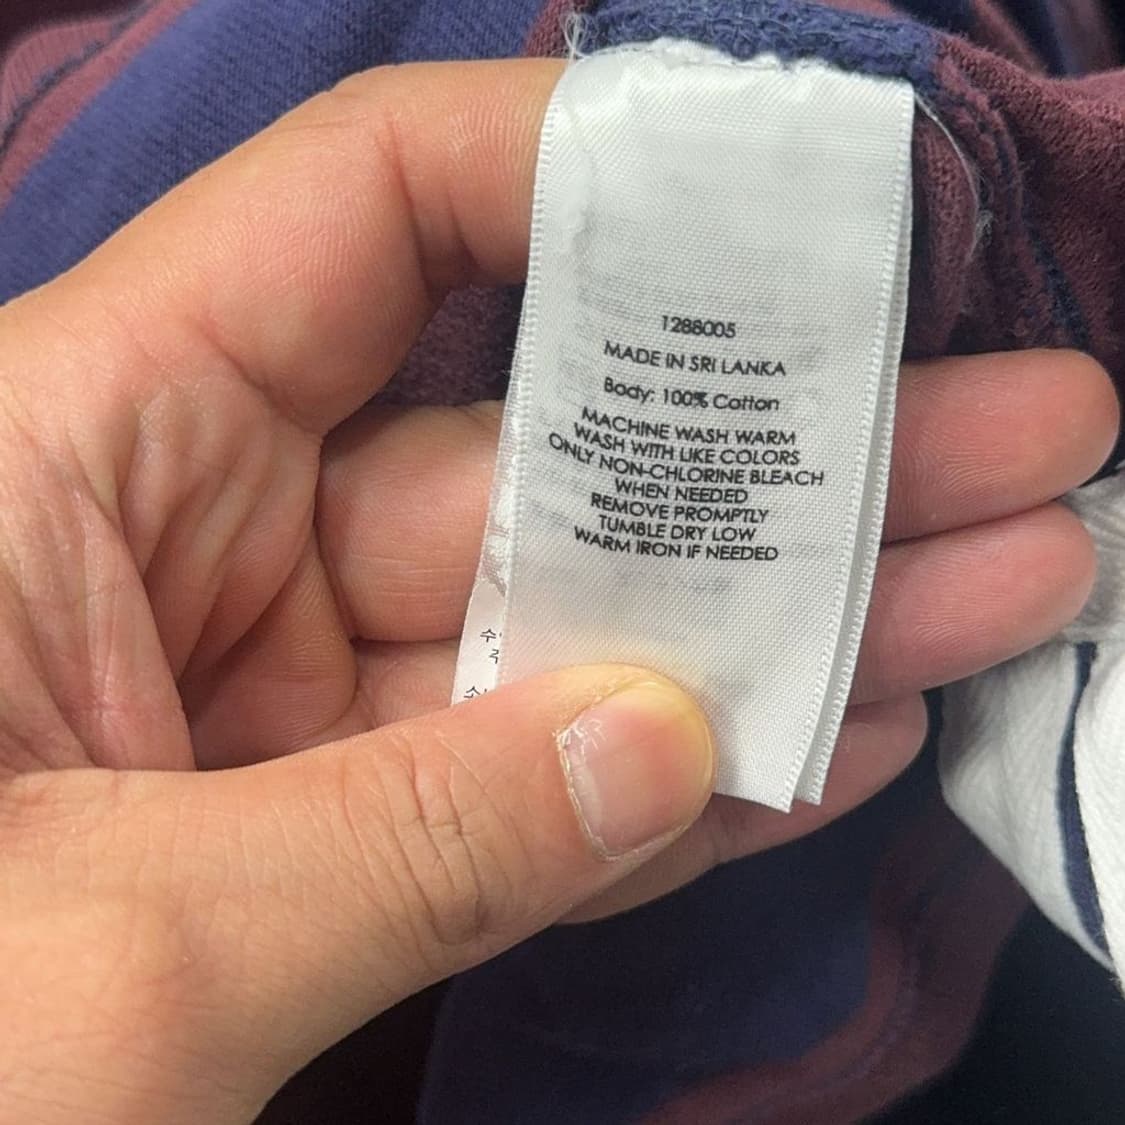 1288005
MADE IN SRI LANKA
Body: 100% Cotton
MACHINE WASH WARM
WASH WITH LIKE COLORS
ONLY NON-CHLORINE BLEACH
WHEN NEEDED
REMOVE PROMPTLY
TUMBLE DRY LOW
WARM IRON IF NEEDED
수